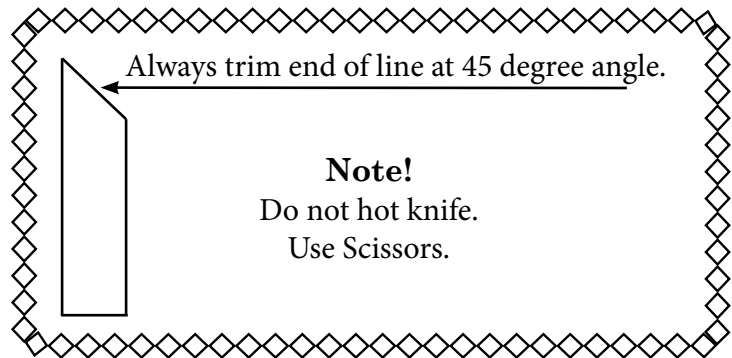 Always trim end of line at 45 degree angle.
Note!
Do not hot knife.
Use Scissors.